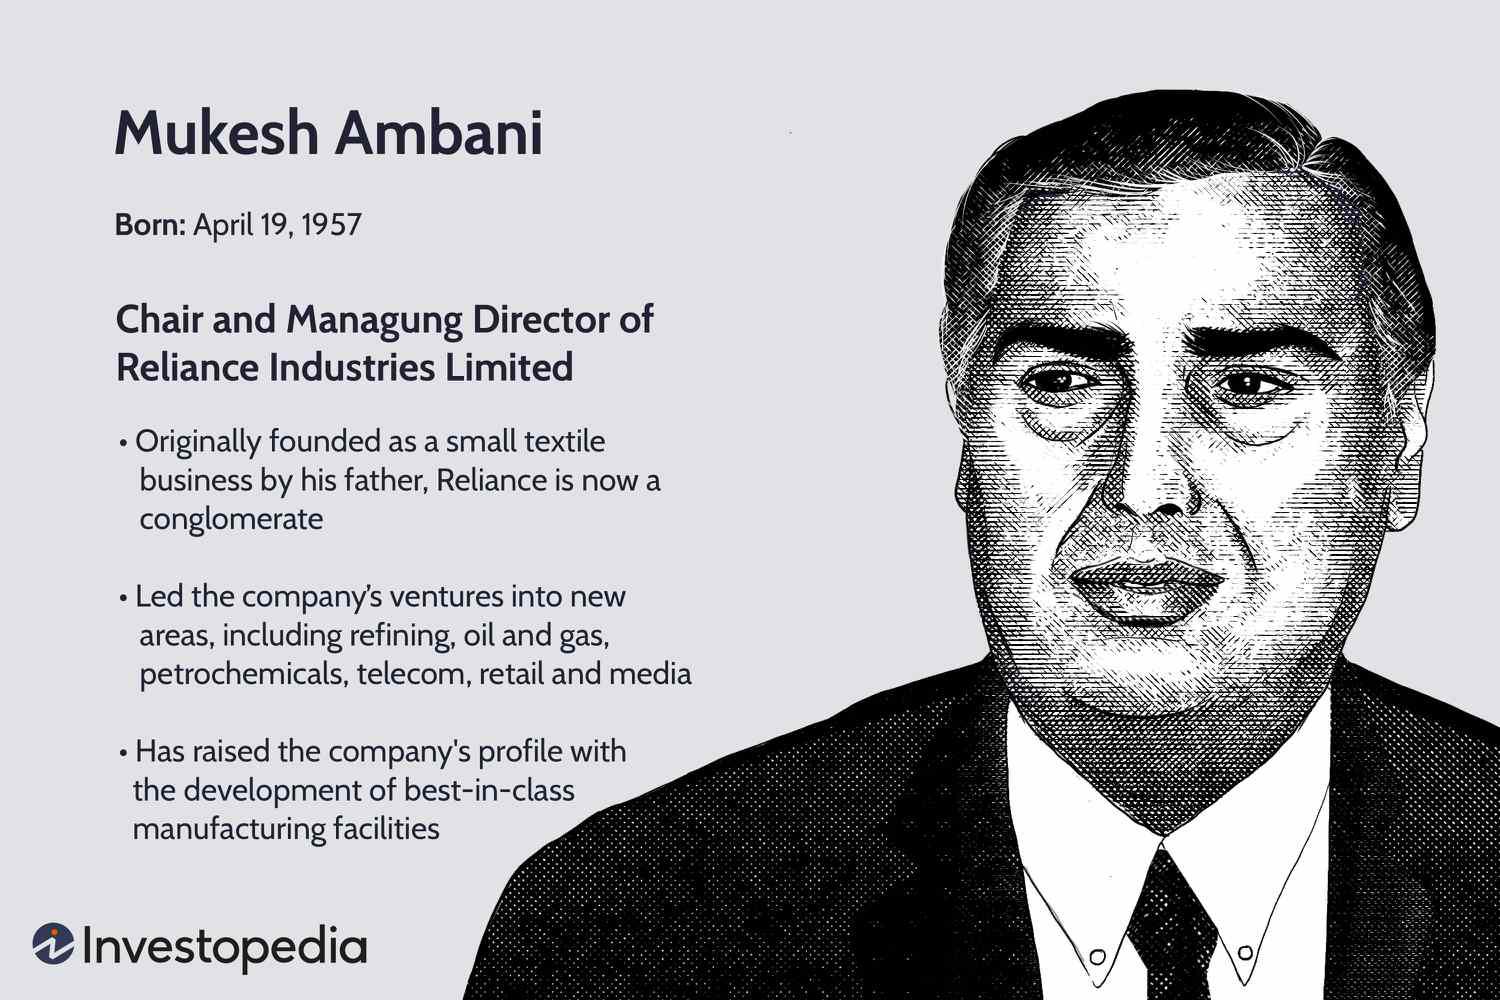 Mukesh Ambani
Born: April 19, 1957
Chair and Managung Director of
Reliance Industries Limited
• Originally founded as a small textile
business by his father, Reliance is now a
conglomerate
• Led the company’s ventures into new
areas, including refining, oil and gas,
petrochemicals, telecom, retail and media
• Has raised the company's profile with
the development of best-in-class
manufacturing facilities
Investopedia